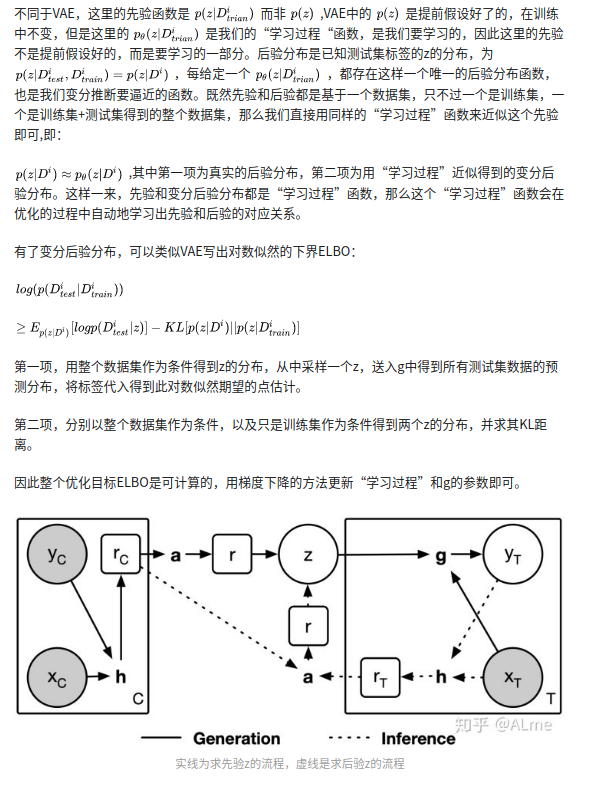 不同于VAE，这里的先验函数是 p(z|D^i_{trian}) 而非 p(z) ,VAE中的 p(z) 是提前假设好了的，在训练
中不变，但是这里的 p_θ(z|D^i_{trian}) 是我们的“学习过程“函数，是我们要学习的，因此这里的先验
不是提前假设好的，而是要学习的一部分。后验分布是已知测试集标签的z的分布，为
p(z|D^i_{test}, D^i_{train}) = p(z|D^i) ，每给定一个 p_θ(z|D^i_{trian}) ，都存在这样一个唯一的后验分布函数，
也是我们变分推断要逼近的函数。既然先验和后验都是基于一个数据集，只不过一个是训练集，一
个是训练集+测试集得到的整个数据集，那么我们直接用同样的“学习过程”函数来近似这个先验
即可,即：
p(z|D^i) ≈ p_θ(z|D^i) ,其中第一项为真实的后验分布，第二项为用“学习过程”近似得到的变分后
验分布。这样一来，先验和变分后验分布都是“学习过程”函数，那么这个“学习过程”函数会在
优化的过程中自动地学习出先验和后验的对应关系。
有了变分后验分布，可以类似VAE写出对数似然的下界ELBO：
log(p(D^i_{test}|D^i_{train}))
≥ E_{p(z|D^i)}[logp(D^i_{test}|z)] − KL[p(z|D^i)||p(z|D^i_{train})]
第一项，用整个数据集作为条件得到z的分布，从中采样一个z，送入g中得到所有测试集数据的预
测分布，将标签代入得到此对数似然期望的点估计。
第二项，分别以整个数据集作为条件，以及只是训练集作为条件得到两个z的分布，并求其KL距
离。
因此整个优化目标ELBO是可计算的，用梯度下降的方法更新“学习过程”和g的参数即可。
y_C r_C a r z g y_T
r
x_C h a r_T h x_T
C T
知乎 @ALme
Generation Inference
实线为求先验z的流程，虚线是求后验z的流程